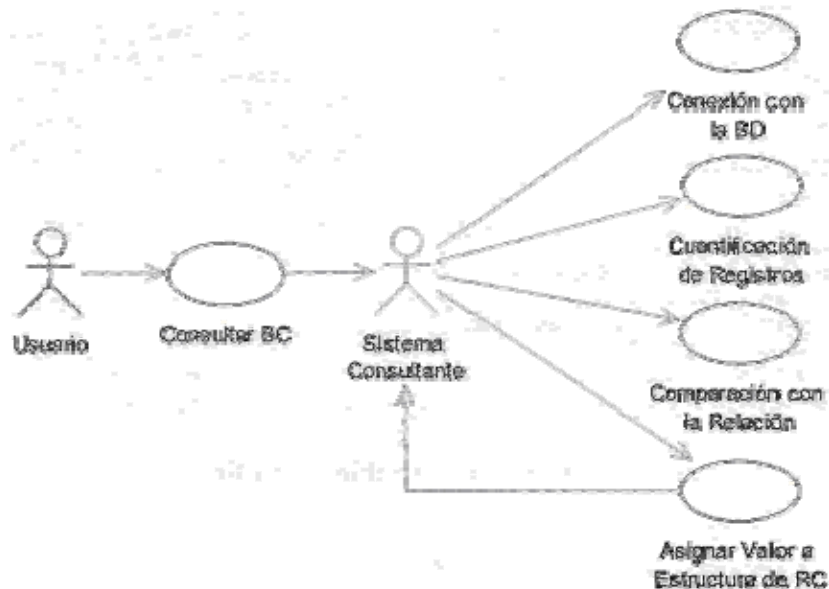 Conexión con
la BD
Cuantificación
de Registros
Usuario
Consultar BC
Sistema
Consultante
Comparación con
la Relación
Asignar Valor a
Estructura de RC